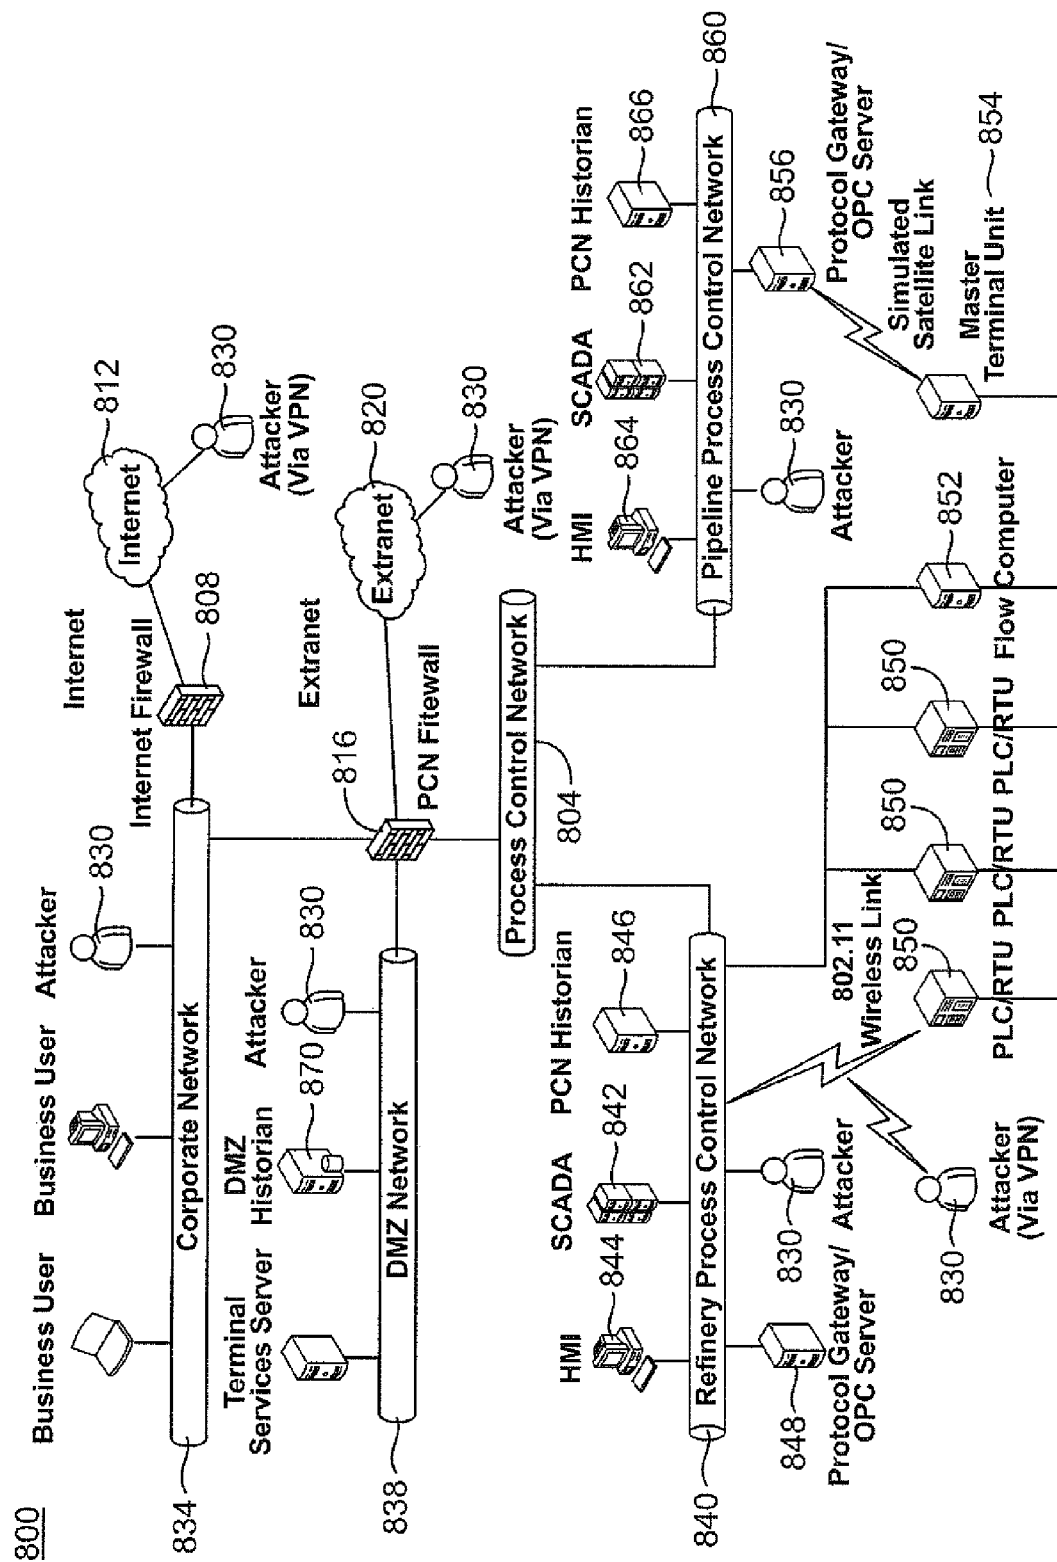 800
Business User
Business User
Attacker
830
Internet
Internet Firewall
812
Internet
808
830
Attacker
(Via VPN)
Corporate Network
834
Terminal
Services Server
DMZ
Historian
870
Attacker
830
816
Extranet
PCN Fitewall
820
Extranet
830
Attacker
(Via VPN)
DMZ Network
838
Process Control Network
804
HMI
844
SCADA
842
PCN Historian
846
HMI
864
SCADA
862
PCN Historian
866
Refinery Process Control Network
840
Pipeline Process Control Network
860
848
Protocol Gateway/
OPC Server
830
Attacker
802.11
Wireless Link
830
Attacker
856
Protocol Gateway/
OPC Server
Simulated
Satellite Link
Master
Terminal Unit
854
830
Attacker
(Via VPN)
850
850
850
852
PLC/RTU
PLC/RTU
PLC/RTU
Flow Computer